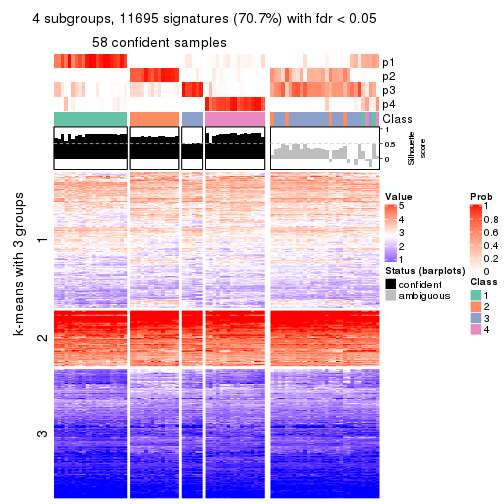 4 subgroups, 11695 signatures (70.7%) with fdr < 0.05
58 confident samples
p1
p2
p3
p4
Class
1
0.5
0
Silhouette
score
k-means with 3 groups
1
2
3
Value
5
4
3
2
1
Status (barplots)
confident
ambiguous
Prob
1
0.8
0.6
0.4
0.2
0
Class
1
2
3
4